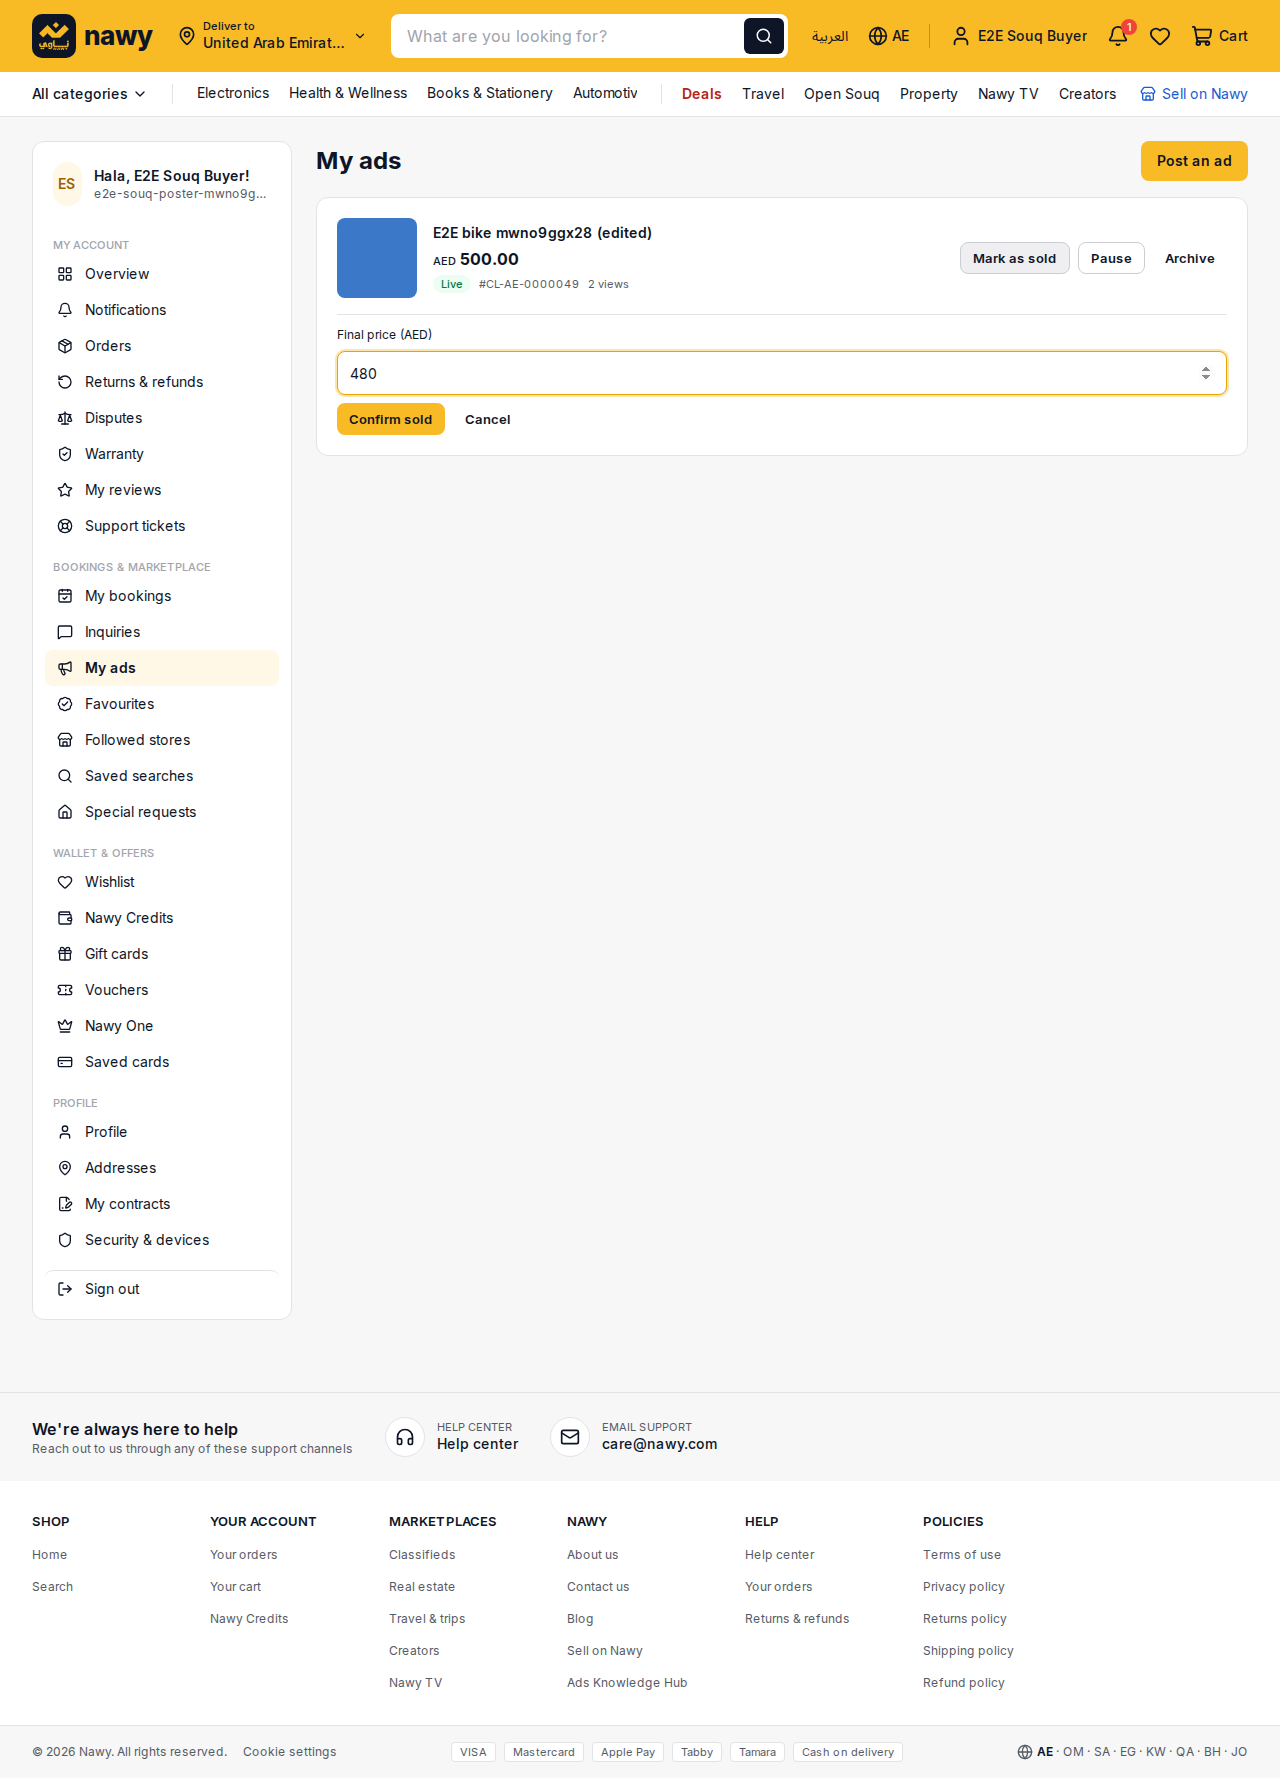 nawy
Deliver to
United Arab Emirat...
What are you looking for?
العربية
AE
E2E Souq Buyer
1
Cart
All categories
Electronics
Health & Wellness
Books & Stationery
Automotiv
Deals
Travel
Open Souq
Property
Nawy TV
Creators
Sell on Nawy
ES
Hala, E2E Souq Buyer!
e2e-souq-poster-mwno9g...
MY ACCOUNT
Overview
Notifications
Orders
Returns & refunds
Disputes
Warranty
My reviews
Support tickets
BOOKINGS & MARKETPLACE
My bookings
Inquiries
My ads
Favourites
Followed stores
Saved searches
Special requests
WALLET & OFFERS
Wishlist
Nawy Credits
Gift cards
Vouchers
Nawy One
Saved cards
PROFILE
Profile
Addresses
My contracts
Security & devices
Sign out
My ads
Post an ad
E2E bike mwno9ggx28 (edited)
AED 500.00
Live #CL-AE-0000049 2 views
Mark as sold
Pause
Archive
Final price (AED)
480
Confirm sold
Cancel
We're always here to help
Reach out to us through any of these support channels
HELP CENTER
Help center
EMAIL SUPPORT
care@nawy.com
SHOP
Home
Search
YOUR ACCOUNT
Your orders
Your cart
Nawy Credits
MARKETPLACES
Classifieds
Real estate
Travel & trips
Creators
Nawy TV
NAWY
About us
Contact us
Blog
Sell on Nawy
Ads Knowledge Hub
HELP
Help center
Your orders
Returns & refunds
POLICIES
Terms of use
Privacy policy
Returns policy
Shipping policy
Refund policy
© 2026 Nawy. All rights reserved.
Cookie settings
VISA
Mastercard
Apple Pay
Tabby
Tamara
Cash on delivery
AE · OM · SA · EG · KW · QA · BH · JO